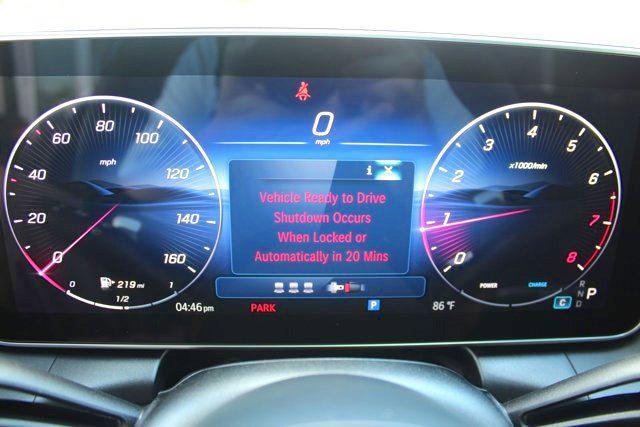 0
mph
i X
Vehicle Ready to Drive
Shutdown Occurs
When Locked or
Automatically in 20 Mins
0
20
40
60
80
100
120
140
160
mph
0
1/2
1
219 mi
0
1
2
3
4
5
6
7
8
x1000/min
POWER
CHARGE
R
N
D
P
C
04:46 pm
PARK
P
86 °F